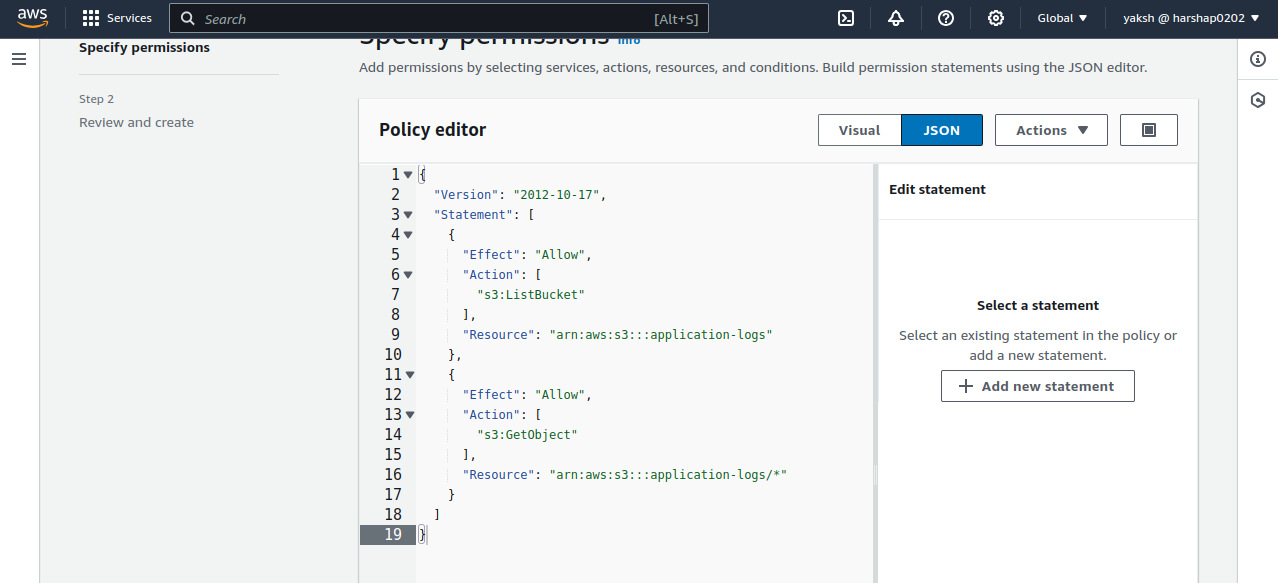 aws
Services
Search
[Alt+S]
Global
yaksh @ harshap0202
Specify permissions
Step 2
Review and create
Specify permissions Info
Add permissions by selecting services, actions, resources, and conditions. Build permission statements using the JSON editor.
Policy editor
Visual
JSON
Actions
1 {
2 "Version": "2012-10-17",
3 "Statement": [
4 {
5 "Effect": "Allow",
6 "Action": [
7 "s3:ListBucket"
8 ],
9 "Resource": "arn:aws:s3:::application-logs"
10 },
11 {
12 "Effect": "Allow",
13 "Action": [
14 "s3:GetObject"
15 ],
16 "Resource": "arn:aws:s3:::application-logs/*"
17 }
18 ]
19 }
Edit statement
Select a statement
Select an existing statement in the policy or
add a new statement.
Add new statement